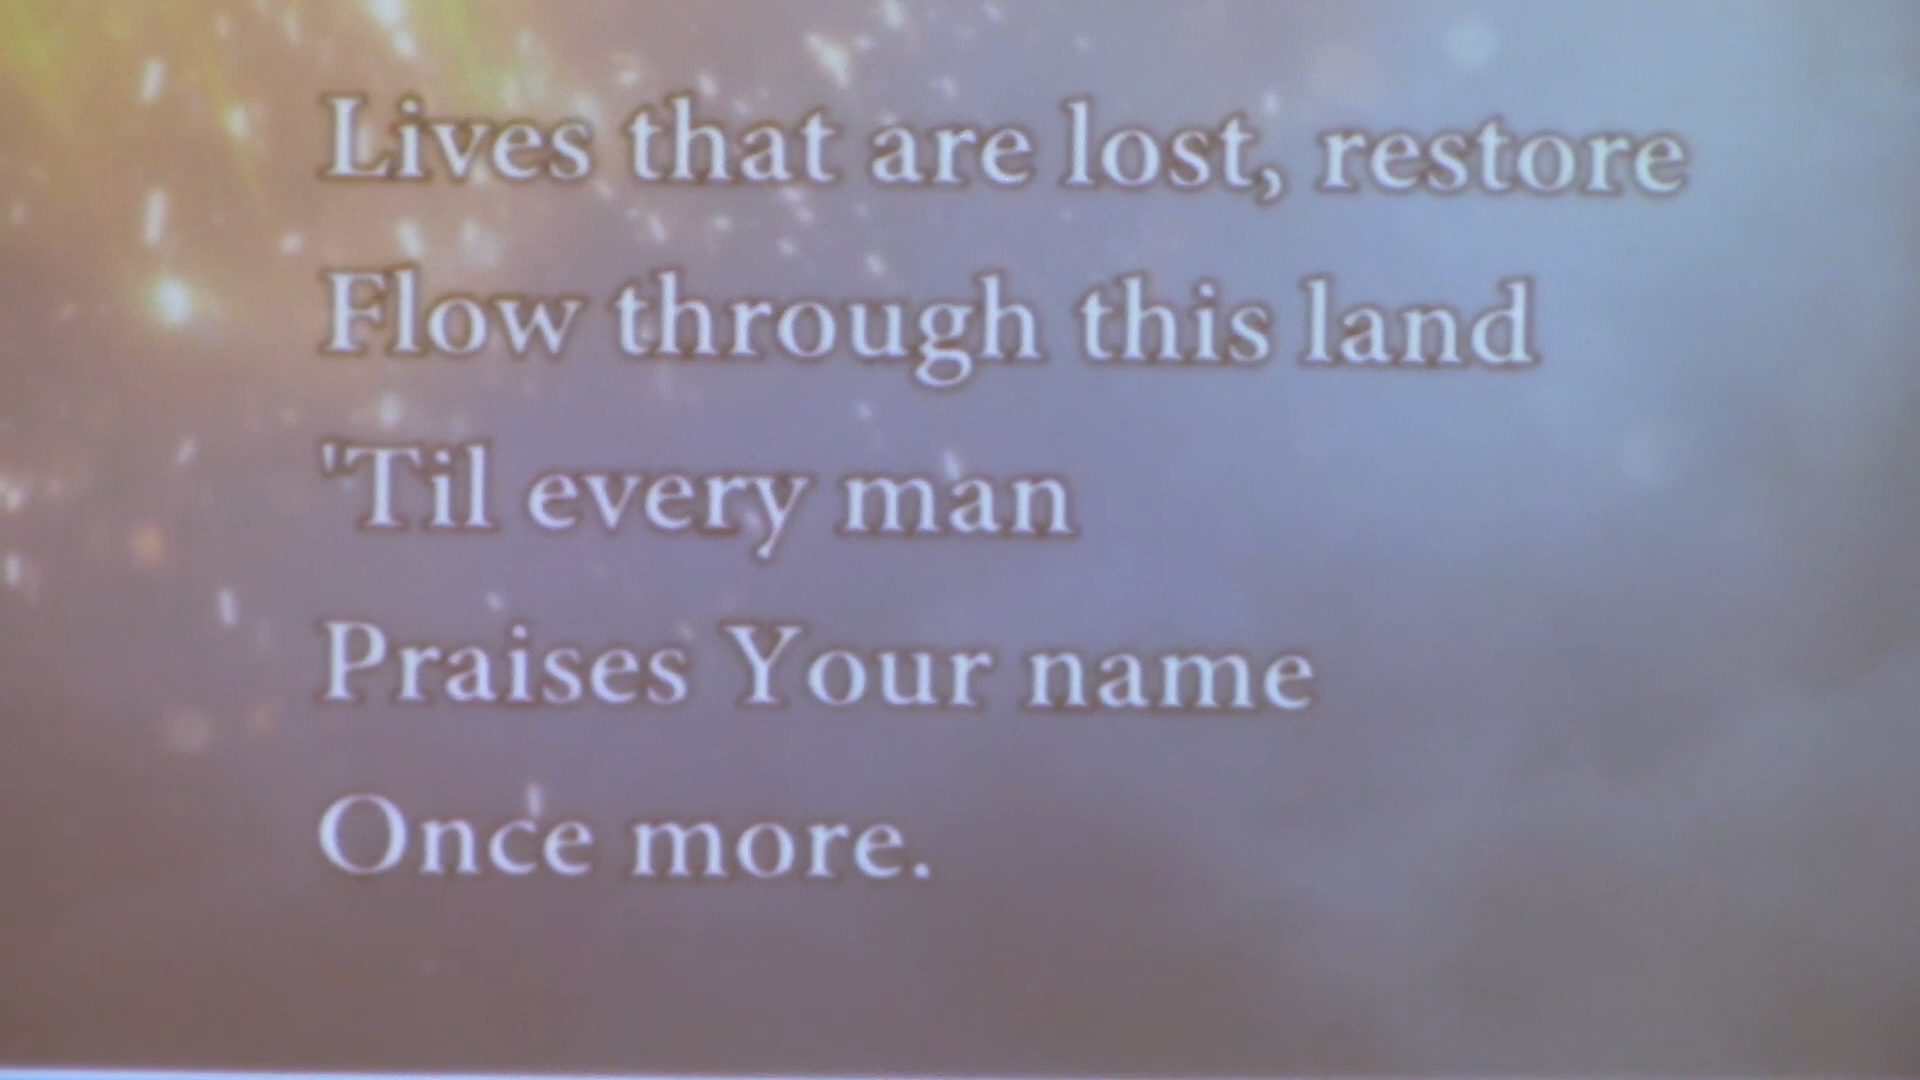 Lives that are lost, restore
Flow through this land
'Til every man
Praises Your name
Once more.